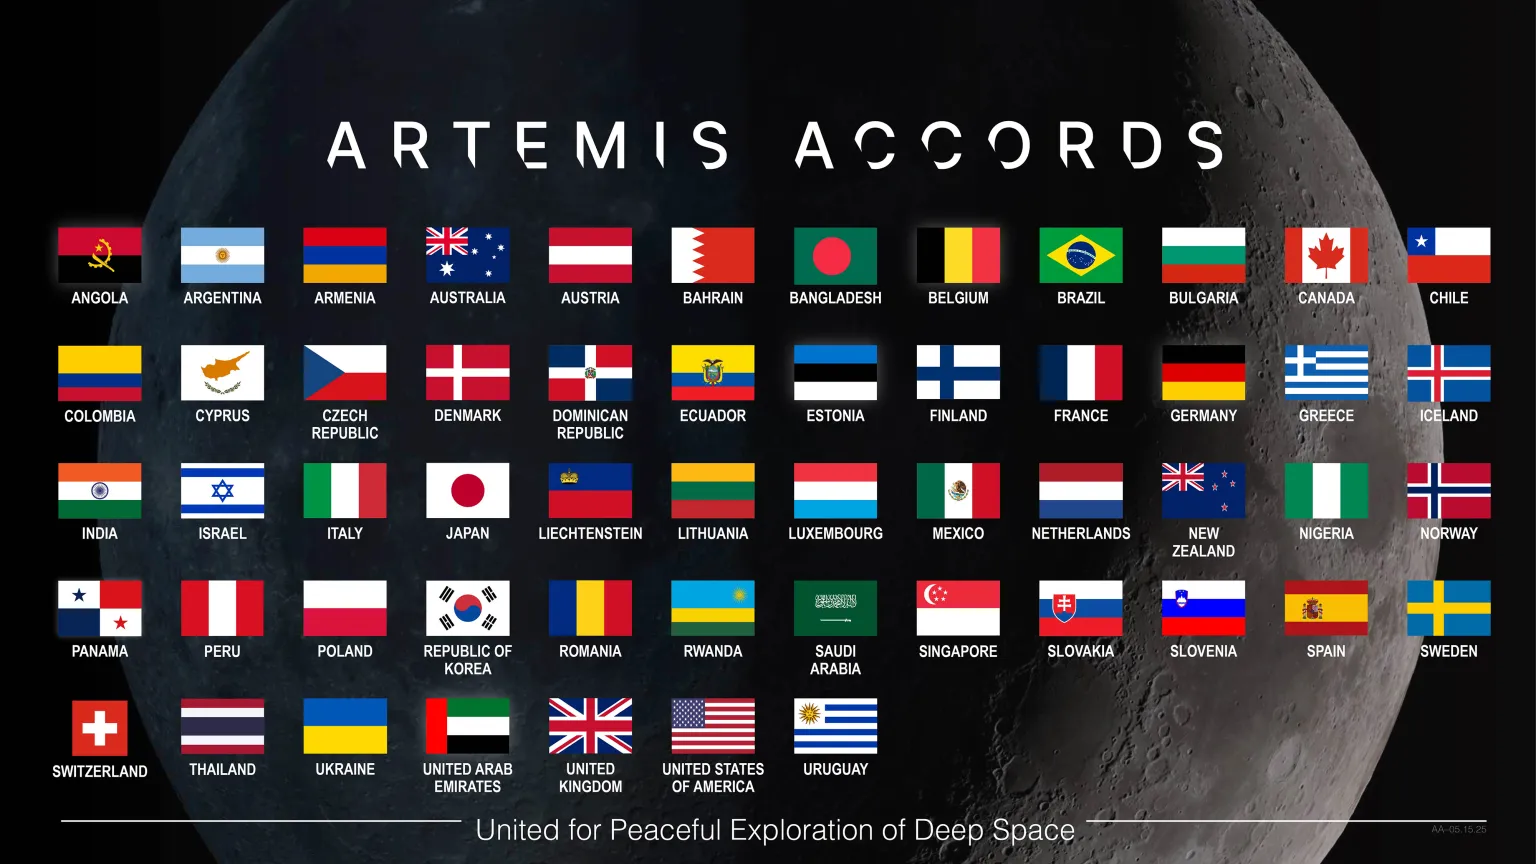 ARTEMIS ACCORDS
ANGOLA
ARGENTINA
ARMENIA
AUSTRALIA
AUSTRIA
BAHRAIN
BANGLADESH
BELGIUM
BRAZIL
BULGARIA
CANADA
CHILE
COLOMBIA
CYPRUS
CZECH
REPUBLIC
DENMARK
DOMINICAN
REPUBLIC
ECUADOR
ESTONIA
FINLAND
FRANCE
GERMANY
GREECE
ICELAND
INDIA
ISRAEL
ITALY
JAPAN
LIECHTENSTEIN
LITHUANIA
LUXEMBOURG
MEXICO
NETHERLANDS
NEW
ZEALAND
NIGERIA
NORWAY
PANAMA
PERU
POLAND
REPUBLIC OF
KOREA
ROMANIA
RWANDA
SAUDI
ARABIA
SINGAPORE
SLOVAKIA
SLOVENIA
SPAIN
SWEDEN
SWITZERLAND
THAILAND
UKRAINE
UNITED ARAB
EMIRATES
UNITED
KINGDOM
UNITED STATES
OF AMERICA
URUGUAY
United for Peaceful Exploration of Deep Space
AA-05.15.25